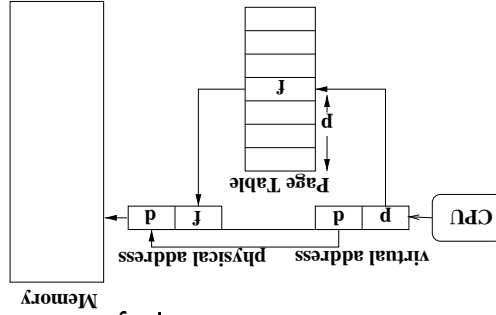 Memory
virtual address physical address
CPU p d f d
Page Table
p
f